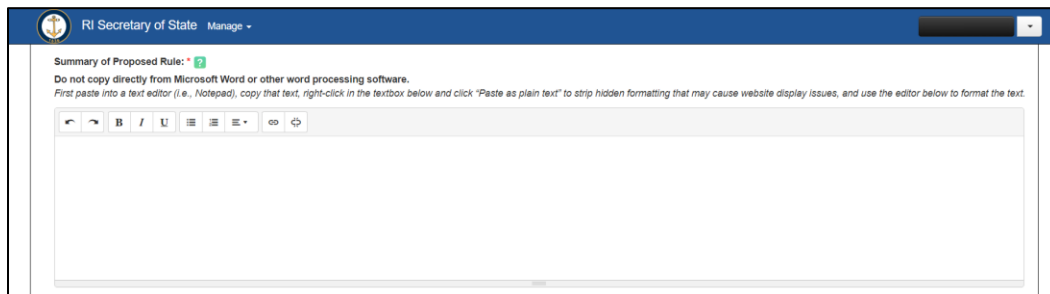 RI Secretary of State Manage
Summary of Proposed Rule: * ?
Do not copy directly from Microsoft Word or other word processing software.
First paste into a text editor (i.e., Notepad), copy that text, right-click in the textbox below and click "Paste as plain text" to strip hidden formatting that may cause website display issues, and use the editor below to format the text.
B I U